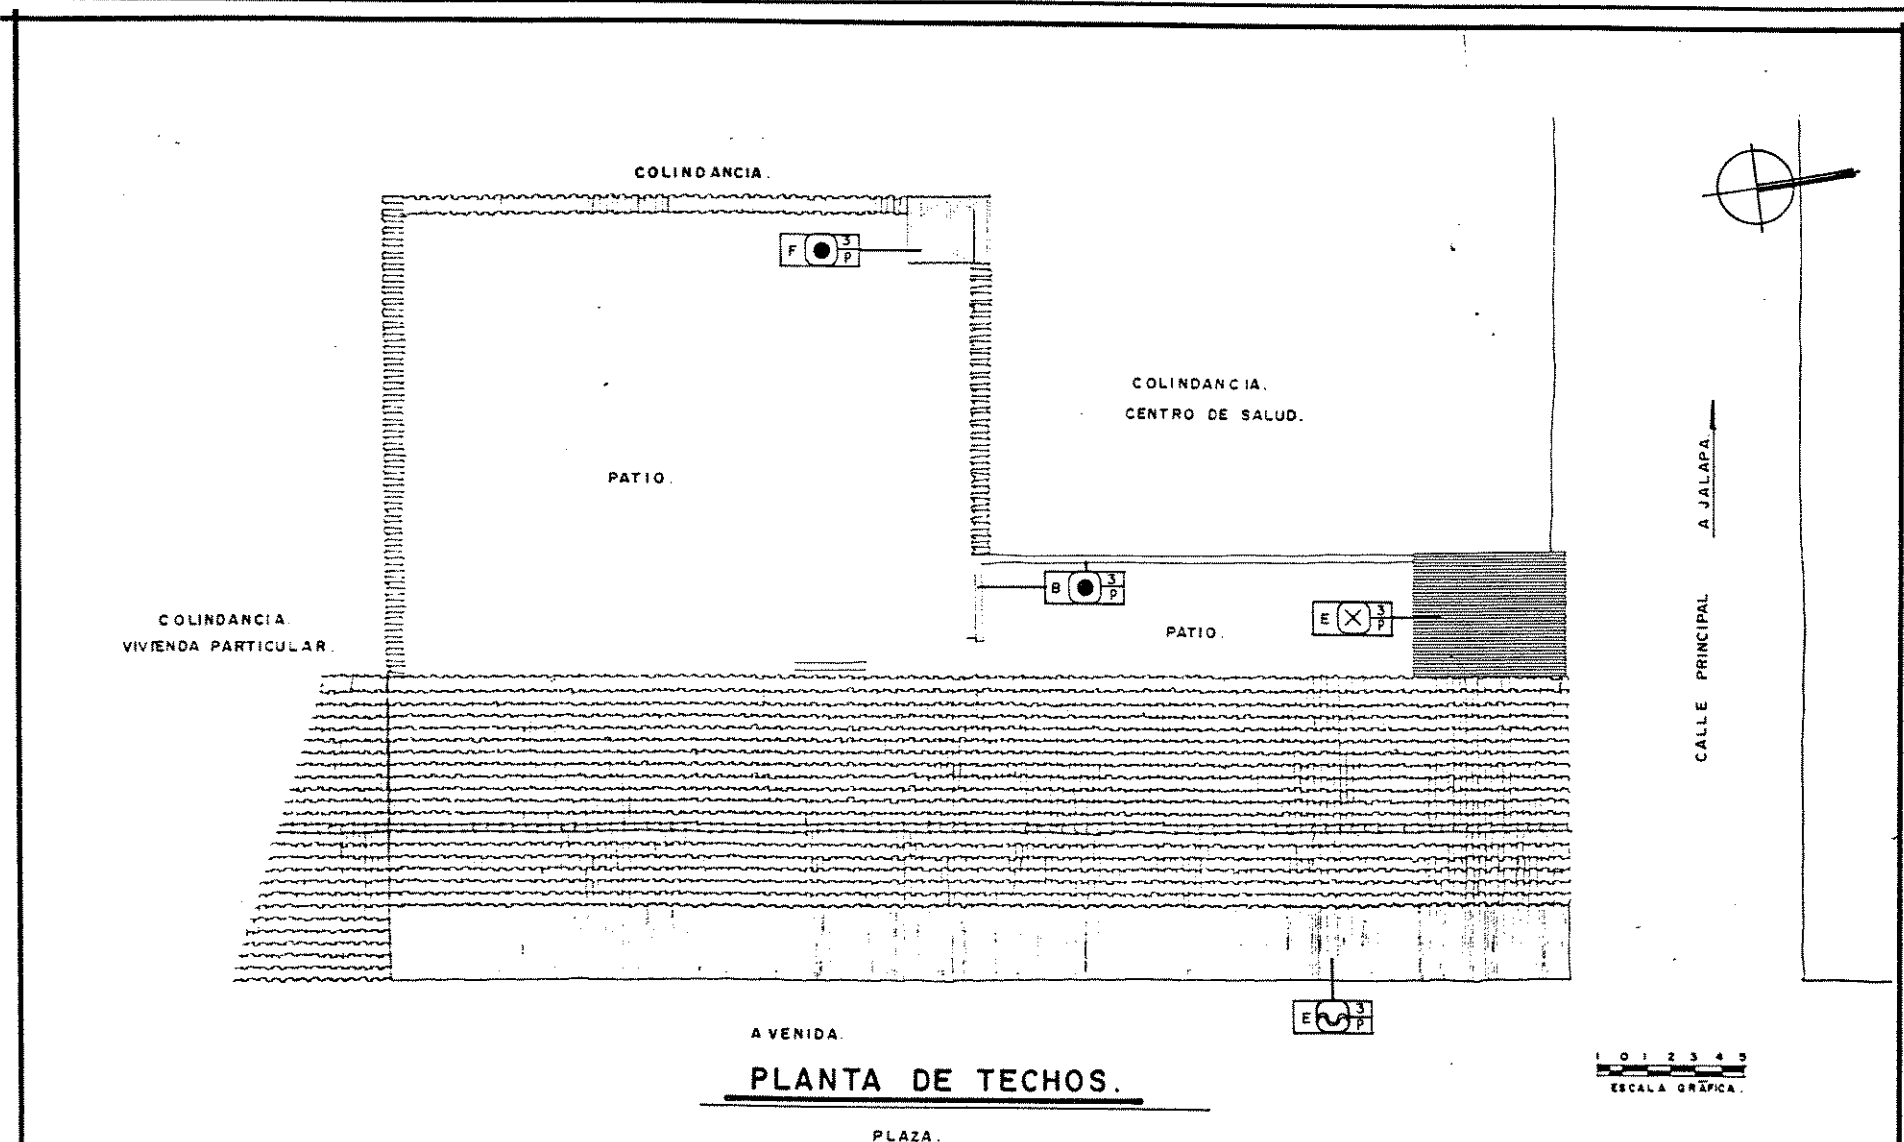 COLINDANCIA.
F 3 P
COLINDANCIA.
CENTRO DE SALUD.
A JALAPA
PATIO.
B 3 P
E 3 P
PATIO.
COLINDANCIA.
VIVIENDA PARTICULAR.
CALLE PRINCIPAL
E 3 P
AVENIDA.
PLANTA DE TECHOS.
PLAZA.
1 0 1 2 3 4 5
ESCALA GRÁFICA.